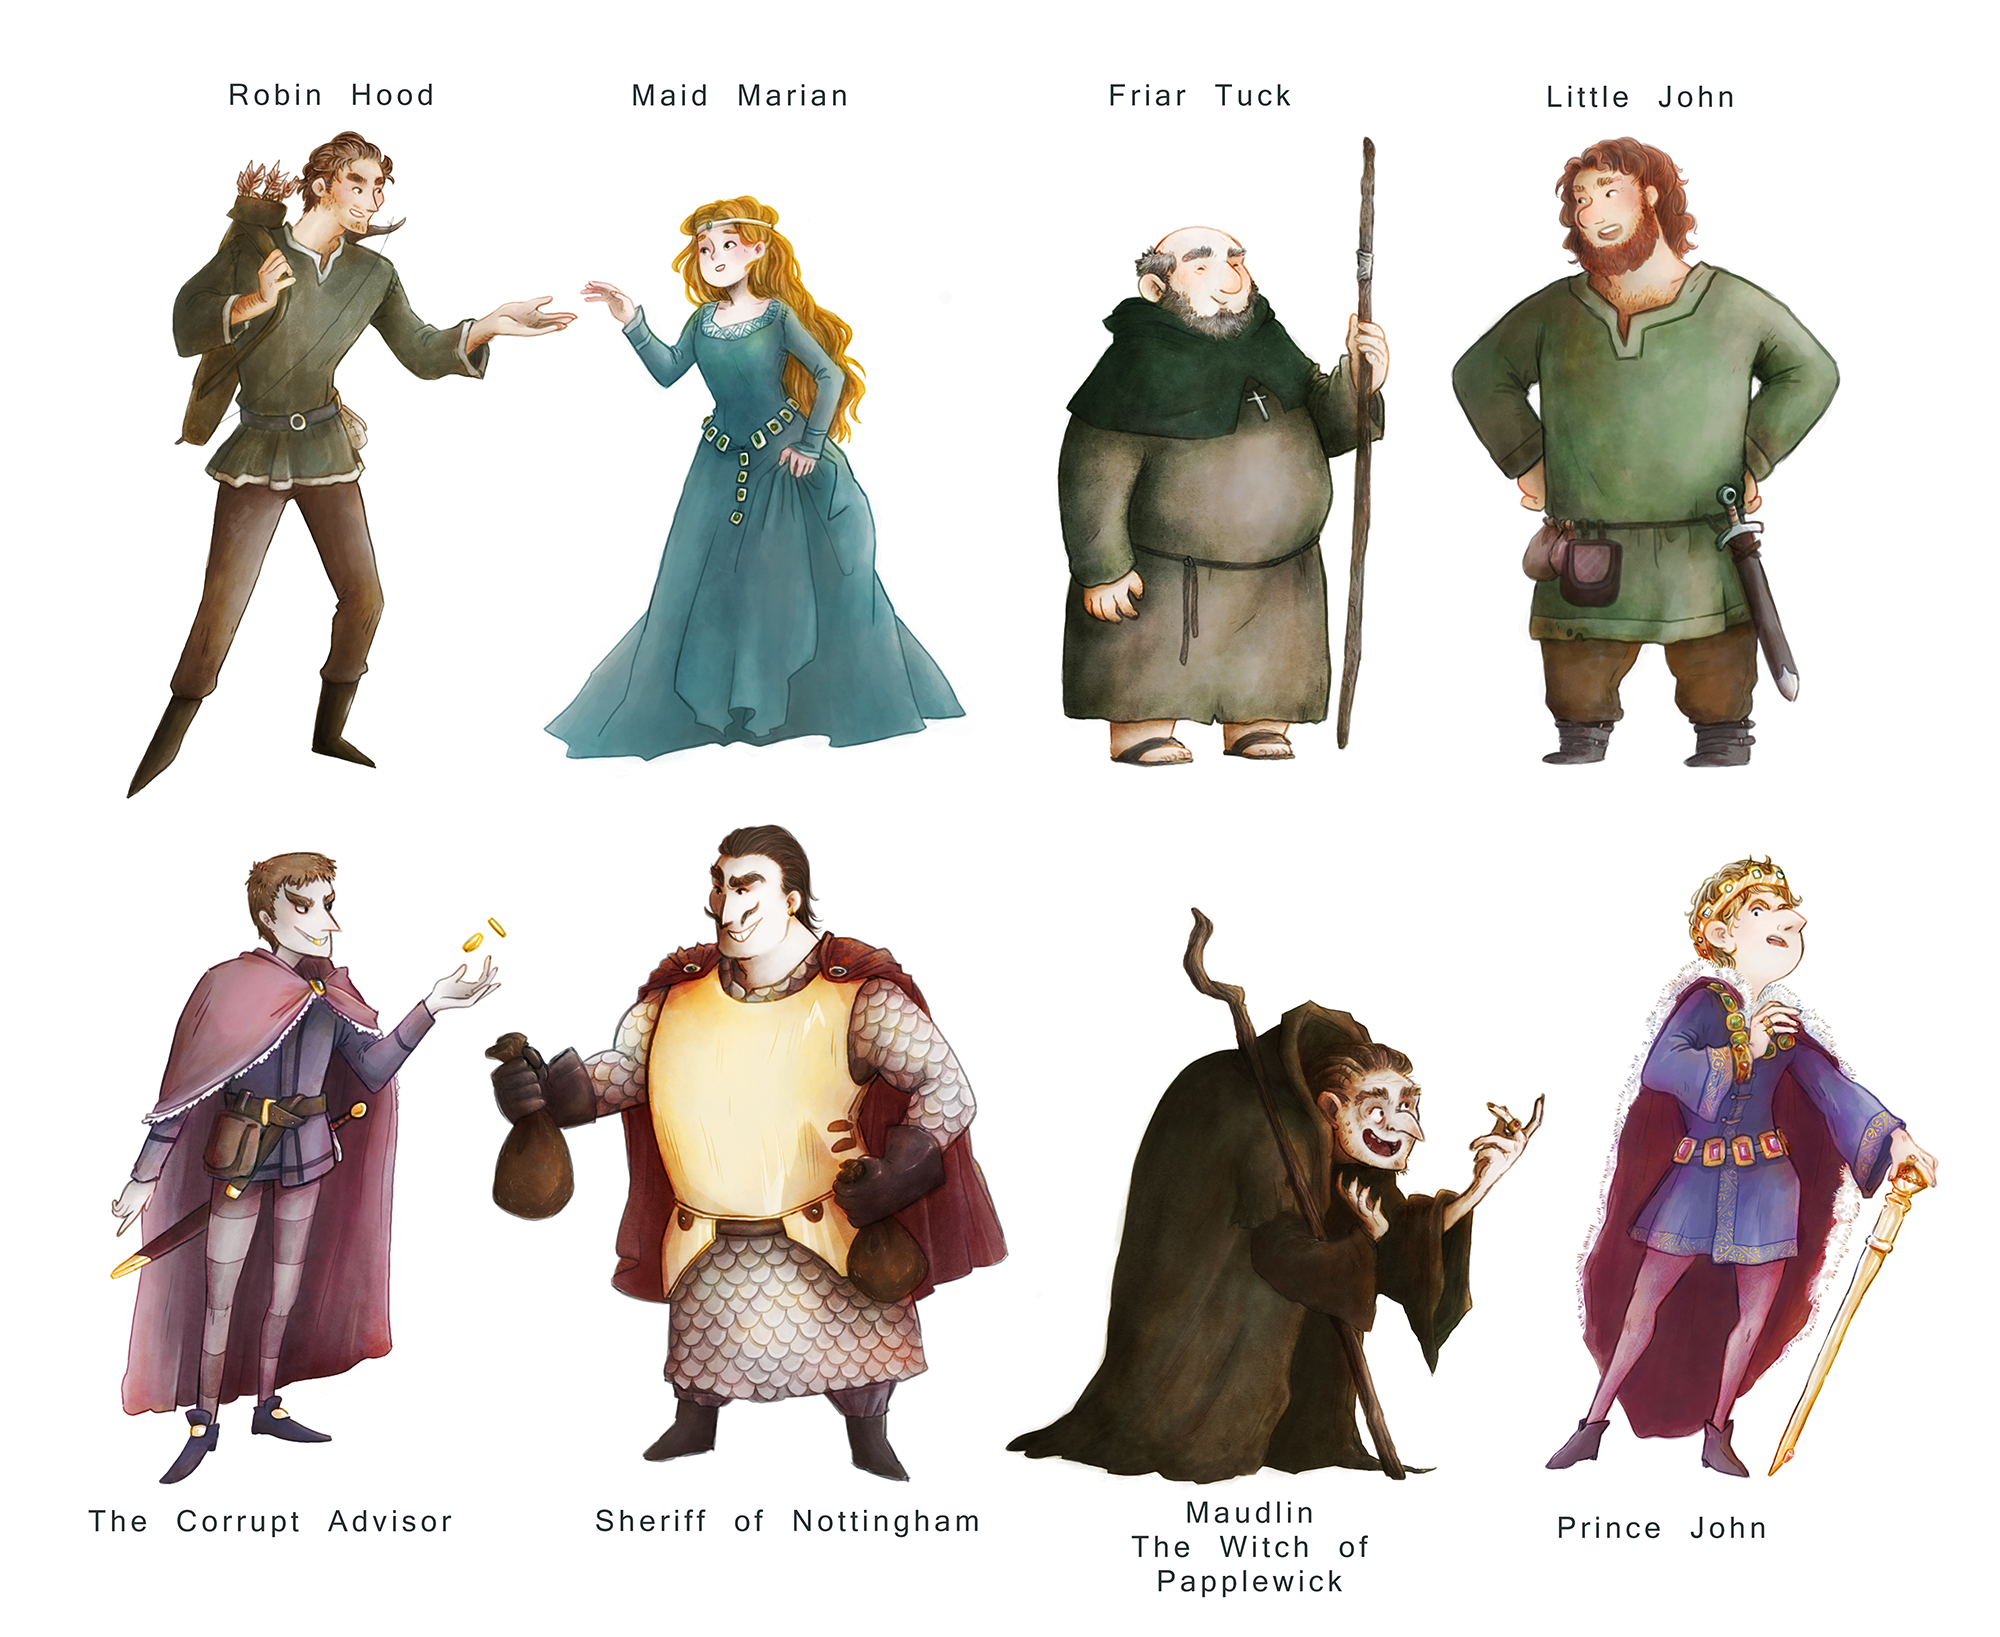 Robin Hood
Maid Marian
Friar Tuck
Little John
The Corrupt Advisor
Sheriff of Nottingham
Maudlin
The Witch of
Papplewick
Prince John